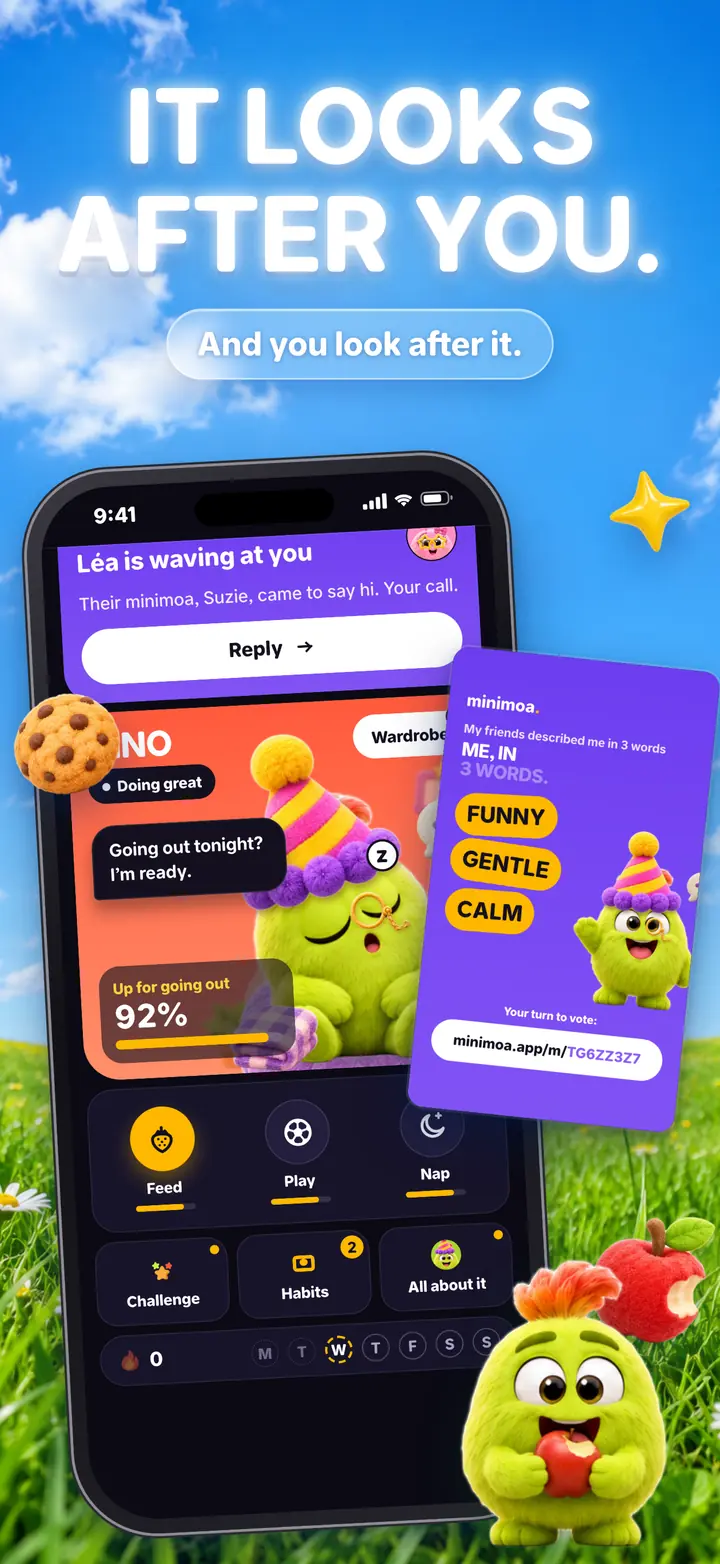 IT LOOKS
AFTER YOU.
And you look after it.
9:41
Léa is waving at you
Their minimoa, Suzie, came to say hi. Your call.
Reply →
NO
Wardrobe
Doing great
Going out tonight?
I'm ready.
z
Up for going out
92%
minimoa.
My friends described me in 3 words
ME, IN
3 WORDS.
FUNNY
GENTLE
CALM
Your turn to vote:
minimoa.app/m/TG6ZZ3Z7
Feed
Play
Nap
Challenge
2
Habits
All about it
0
M T W T F S S